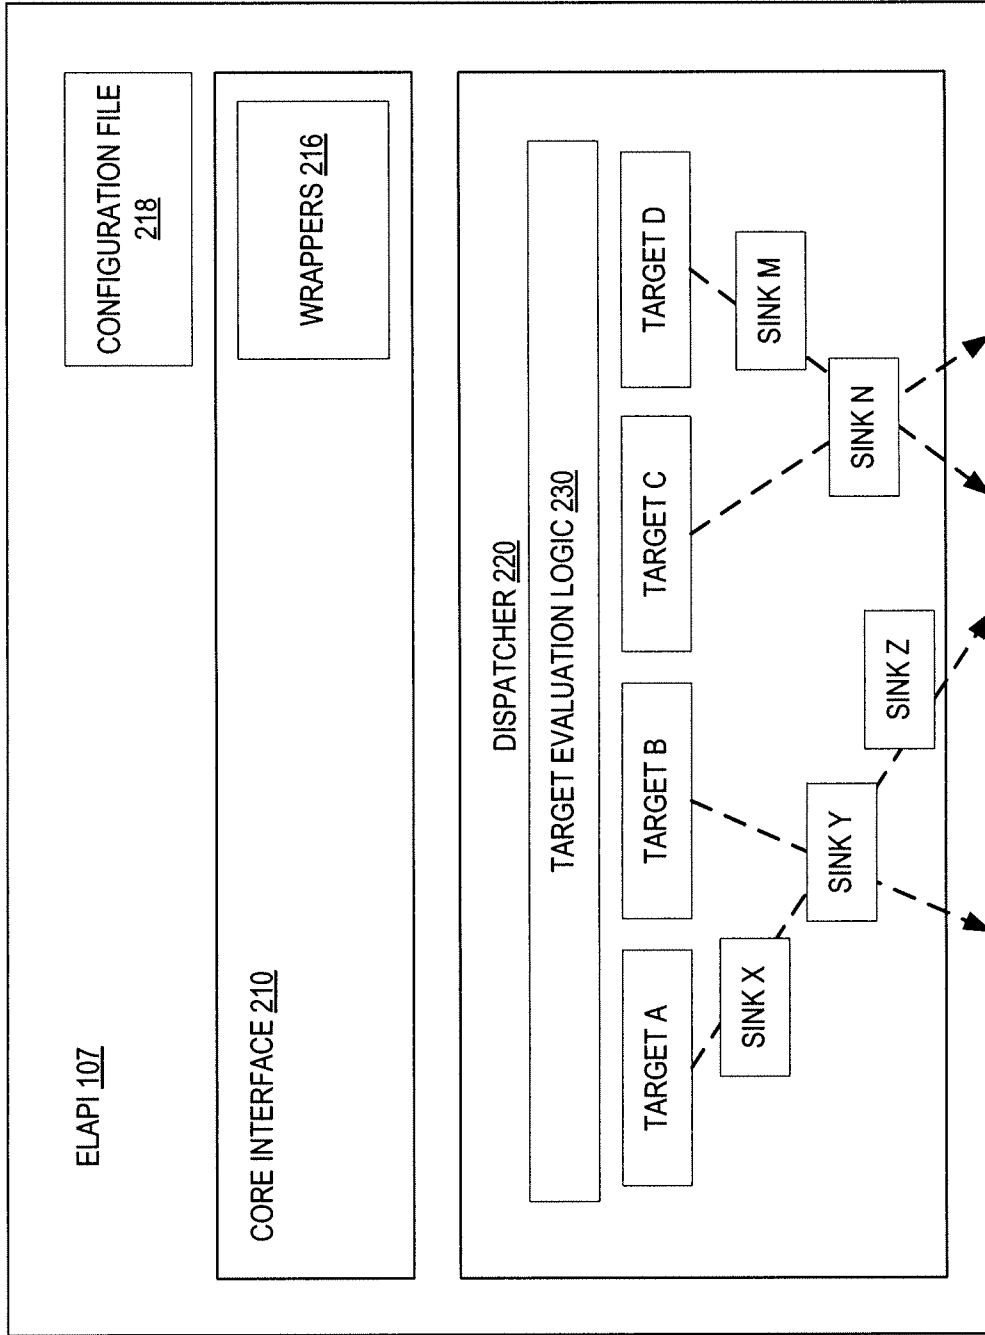 ELAPI 107
CONFIGURATION FILE
218
CORE INTERFACE 210
WRAPPERS 216
DISPATCHER 220
TARGET EVALUATION LOGIC 230
TARGET A
TARGET B
TARGET C
TARGET D
SINK X
SINK M
SINK Y
SINK N
SINK Z